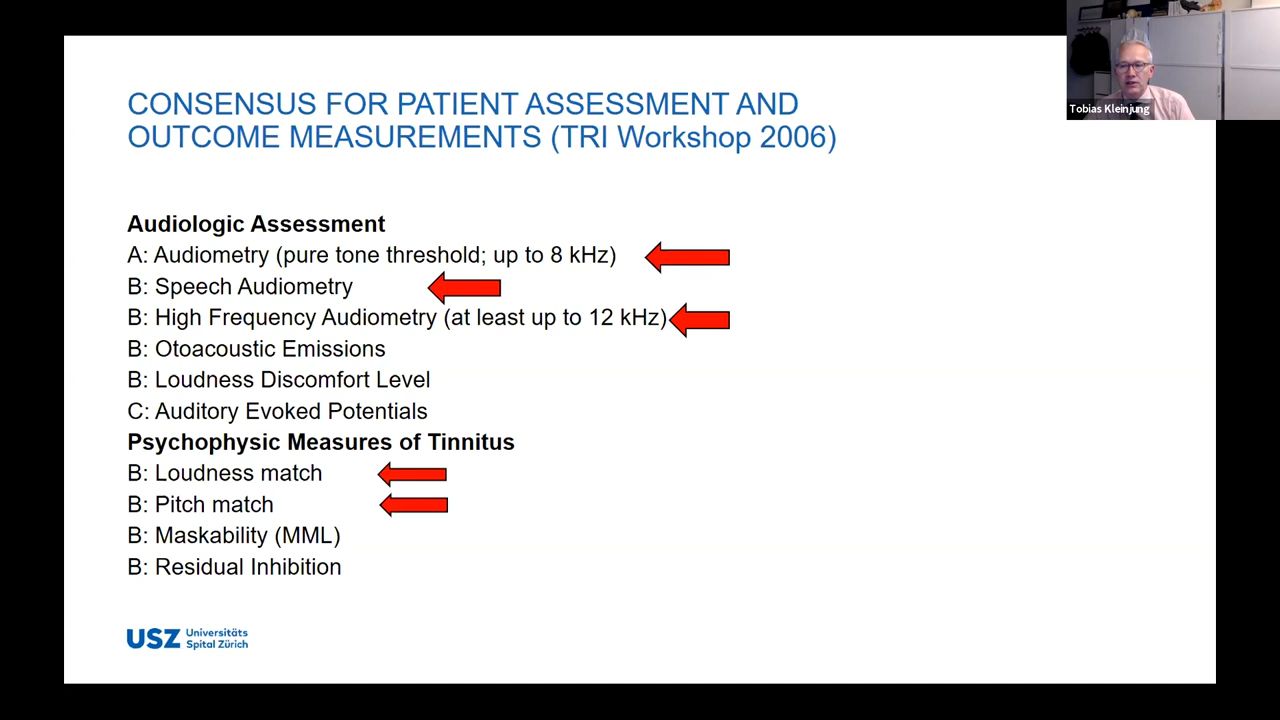 Tobias Kleinjung
CONSENSUS FOR PATIENT ASSESSMENT AND
OUTCOME MEASUREMENTS (TRI Workshop 2006)
Audiologic Assessment
A: Audiometry (pure tone threshold; up to 8 kHz)
B: Speech Audiometry
B: High Frequency Audiometry (at least up to 12 kHz)
B: Otoacoustic Emissions
B: Loudness Discomfort Level
C: Auditory Evoked Potentials
Psychophysic Measures of Tinnitus
B: Loudness match
B: Pitch match
B: Maskability (MML)
B: Residual Inhibition
USZ Universitäts
Spital Zürich